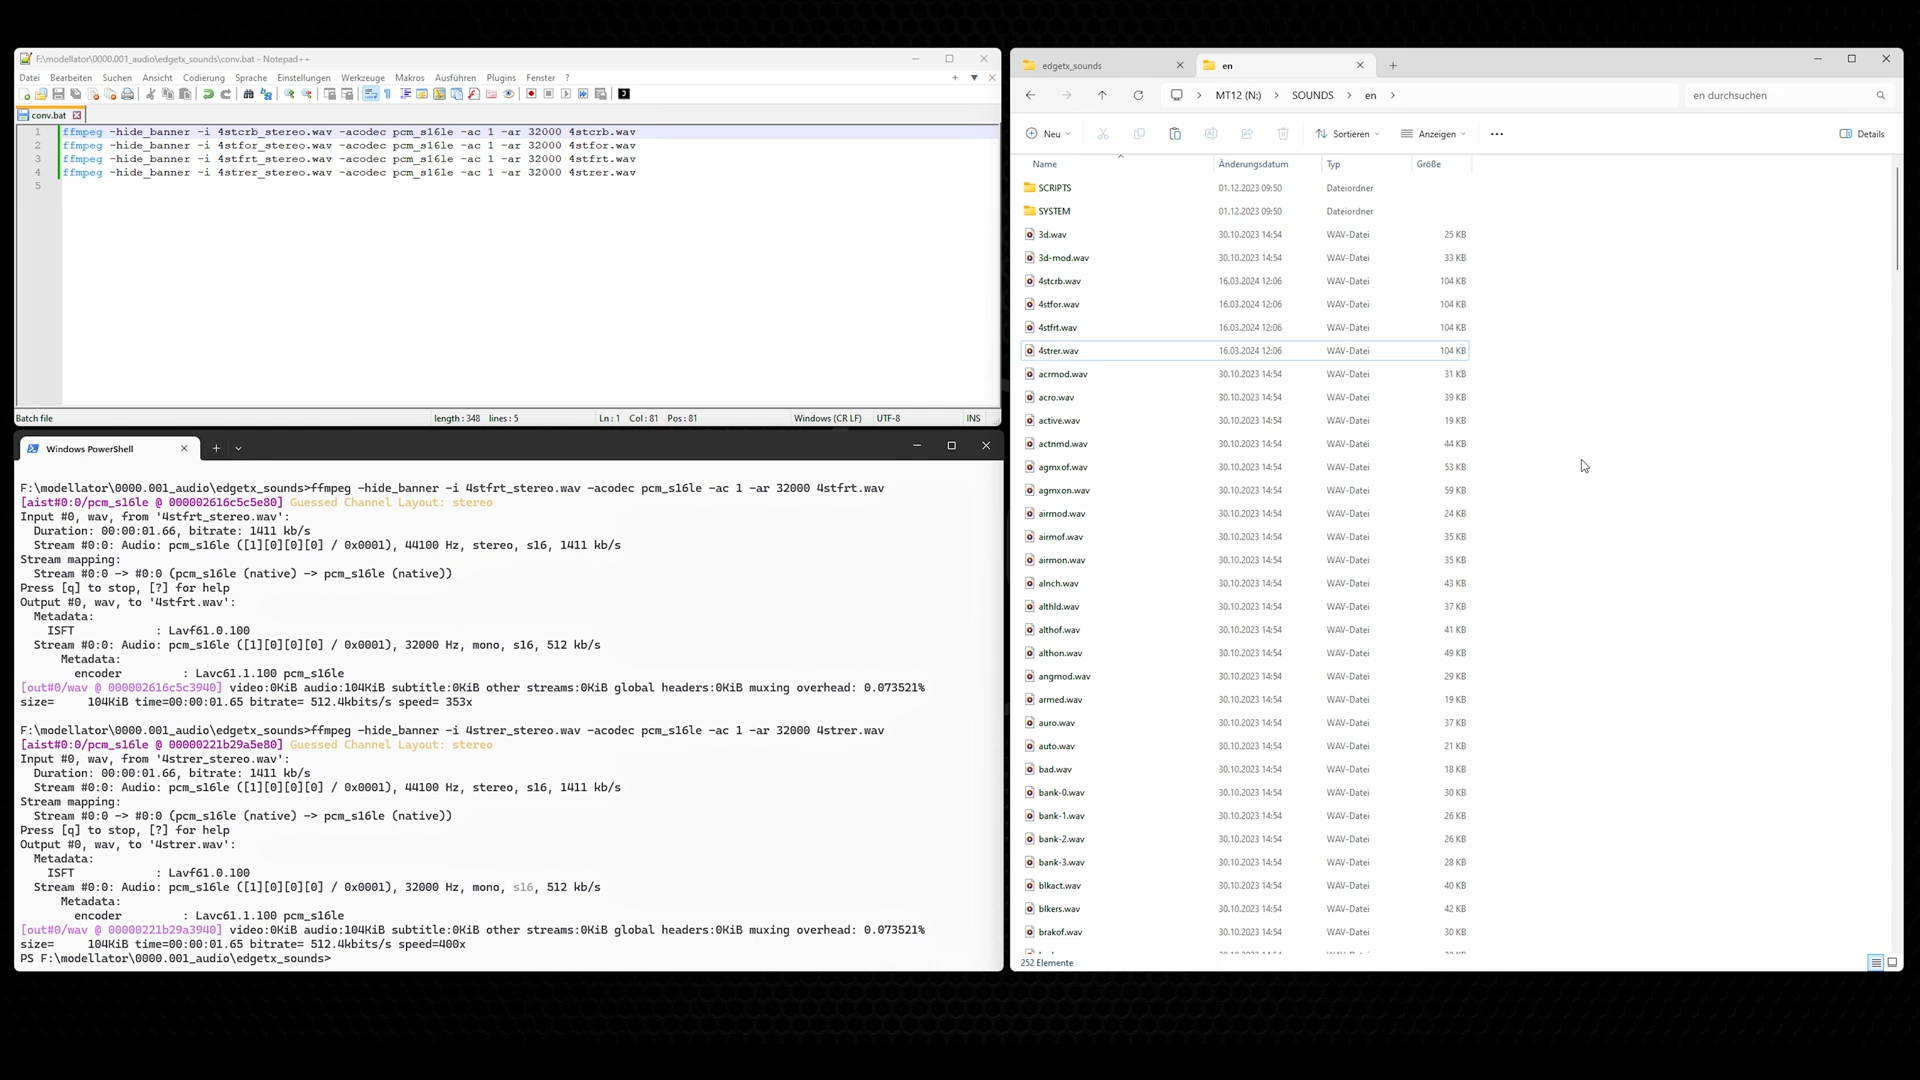 F:\modellator\0000.001_audio\edgetx_sounds\conv.bat - Notepad++
Datei Bearbeiten Suchen Ansicht Codierung Sprache Einstellungen Werkzeuge Makros Ausführen Plugins Fenster ?
conv.bat
1 ffmpeg -hide_banner -i 4stcrb_stereo.wav -acodec pcm_s16le -ac 1 -ar 32000 4stcrb.wav
2 ffmpeg -hide_banner -i 4stfor_stereo.wav -acodec pcm_s16le -ac 1 -ar 32000 4stfor.wav
3 ffmpeg -hide_banner -i 4stfrt_stereo.wav -acodec pcm_s16le -ac 1 -ar 32000 4stfrt.wav
4 ffmpeg -hide_banner -i 4strer_stereo.wav -acodec pcm_s16le -ac 1 -ar 32000 4strer.wav
5
Batch file length : 348 lines : 5 Ln : 1 Col : 81 Pos : 81 Windows (CR LF) UTF-8 INS
Windows PowerShell
F:\modellator\0000.001_audio\edgetx_sounds>ffmpeg -hide_banner -i 4stfrt_stereo.wav -acodec pcm_s16le -ac 1 -ar 32000 4stfrt.wav
[aist#0:0/pcm_s16le @ 000002616c5c5e80] Guessed Channel Layout: stereo
Input #0, wav, from '4stfrt_stereo.wav':
Duration: 00:00:01.66, bitrate: 1411 kb/s
Stream #0:0: Audio: pcm_s16le ([1][0][0][0] / 0x0001), 44100 Hz, stereo, s16, 1411 kb/s
Stream mapping:
Stream #0:0 -> #0:0 (pcm_s16le (native) -> pcm_s16le (native))
Press [q] to stop, [?] for help
Output #0, wav, to '4stfrt.wav':
Metadata:
ISFT : Lavf61.0.100
Stream #0:0: Audio: pcm_s16le ([1][0][0][0] / 0x0001), 32000 Hz, mono, s16, 512 kb/s
Metadata:
encoder : Lavc61.1.100 pcm_s16le
[out#0/wav @ 000002616c5c3940] video:0KiB audio:104KiB subtitle:0KiB other streams:0KiB global headers:0KiB muxing overhead: 0.073521%
size= 104KiB time=00:00:01.65 bitrate= 512.4kbits/s speed= 353x
F:\modellator\0000.001_audio\edgetx_sounds>ffmpeg -hide_banner -i 4strer_stereo.wav -acodec pcm_s16le -ac 1 -ar 32000 4strer.wav
[aist#0:0/pcm_s16le @ 00000221b29a5e80] Guessed Channel Layout: stereo
Input #0, wav, from '4strer_stereo.wav':
Duration: 00:00:01.66, bitrate: 1411 kb/s
Stream #0:0: Audio: pcm_s16le ([1][0][0][0] / 0x0001), 44100 Hz, stereo, s16, 1411 kb/s
Stream mapping:
Stream #0:0 -> #0:0 (pcm_s16le (native) -> pcm_s16le (native))
Press [q] to stop, [?] for help
Output #0, wav, to '4strer.wav':
Metadata:
ISFT : Lavf61.0.100
Stream #0:0: Audio: pcm_s16le ([1][0][0][0] / 0x0001), 32000 Hz, mono, s16, 512 kb/s
Metadata:
encoder : Lavc61.1.100 pcm_s16le
[out#0/wav @ 00000221b29a3940] video:0KiB audio:104KiB subtitle:0KiB other streams:0KiB global headers:0KiB muxing overhead: 0.073521%
size= 104KiB time=00:00:01.65 bitrate= 512.4kbits/s speed=400x
PS F:\modellator\0000.001_audio\edgetx_sounds>
edgetx_sounds en
MT12 (N:) SOUNDS en en durchsuchen
Neu Sortieren Anzeigen Details
Name Änderungsdatum Typ Größe
SCRIPTS 01.12.2023 09:50 Dateiordner
SYSTEM 01.12.2023 09:50 Dateiordner
3d.wav 30.10.2023 14:54 WAV-Datei 25 KB
3d-mod.wav 30.10.2023 14:54 WAV-Datei 33 KB
4stcrb.wav 16.03.2024 12:06 WAV-Datei 104 KB
4stfor.wav 16.03.2024 12:06 WAV-Datei 104 KB
4stfrt.wav 16.03.2024 12:06 WAV-Datei 104 KB
4strer.wav 16.03.2024 12:06 WAV-Datei 104 KB
acrmod.wav 30.10.2023 14:54 WAV-Datei 31 KB
acro.wav 30.10.2023 14:54 WAV-Datei 39 KB
active.wav 30.10.2023 14:54 WAV-Datei 19 KB
actnmd.wav 30.10.2023 14:54 WAV-Datei 44 KB
agmxof.wav 30.10.2023 14:54 WAV-Datei 53 KB
agmxon.wav 30.10.2023 14:54 WAV-Datei 59 KB
airmod.wav 30.10.2023 14:54 WAV-Datei 24 KB
airmof.wav 30.10.2023 14:54 WAV-Datei 35 KB
airmon.wav 30.10.2023 14:54 WAV-Datei 35 KB
alnch.wav 30.10.2023 14:54 WAV-Datei 43 KB
althld.wav 30.10.2023 14:54 WAV-Datei 37 KB
althof.wav 30.10.2023 14:54 WAV-Datei 41 KB
althon.wav 30.10.2023 14:54 WAV-Datei 49 KB
angmod.wav 30.10.2023 14:54 WAV-Datei 29 KB
armed.wav 30.10.2023 14:54 WAV-Datei 19 KB
auro.wav 30.10.2023 14:54 WAV-Datei 37 KB
auto.wav 30.10.2023 14:54 WAV-Datei 21 KB
bad.wav 30.10.2023 14:54 WAV-Datei 18 KB
bank-0.wav 30.10.2023 14:54 WAV-Datei 30 KB
bank-1.wav 30.10.2023 14:54 WAV-Datei 26 KB
bank-2.wav 30.10.2023 14:54 WAV-Datei 26 KB
bank-3.wav 30.10.2023 14:54 WAV-Datei 28 KB
blkact.wav 30.10.2023 14:54 WAV-Datei 40 KB
blkers.wav 30.10.2023 14:54 WAV-Datei 42 KB
brakof.wav 30.10.2023 14:54 WAV-Datei 30 KB
252 Elemente